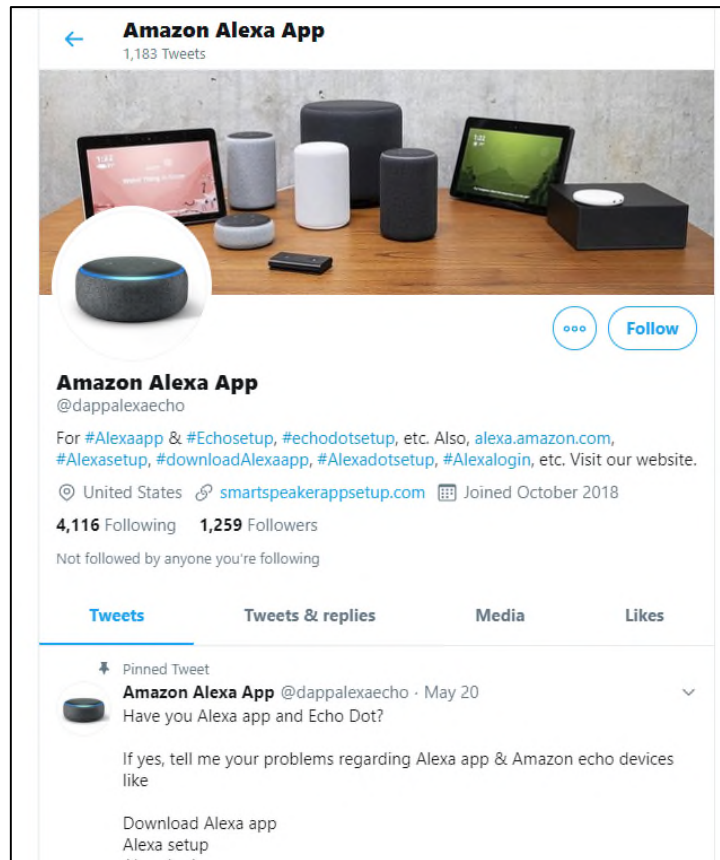 Amazon Alexa App
1,183 Tweets
1:22
1:22
Follow
Amazon Alexa App
@dappalexaecho
For #Alexaapp & #Echosetup, #echodotsetup, etc. Also, alexa.amazon.com,
#Alexasetup, #downloadAlexaapp, #Alexadotsetup, #Alexalogin, etc. Visit our website.
United States smartspeakerappsetup.com Joined October 2018
4,116 Following 1,259 Followers
Not followed by anyone you're following
Tweets Tweets & replies Media Likes
Pinned Tweet
Amazon Alexa App @dappalexaecho · May 20
Have you Alexa app and Echo Dot?
If yes, tell me your problems regarding Alexa app & Amazon echo devices
like
Download Alexa app
Alexa setup